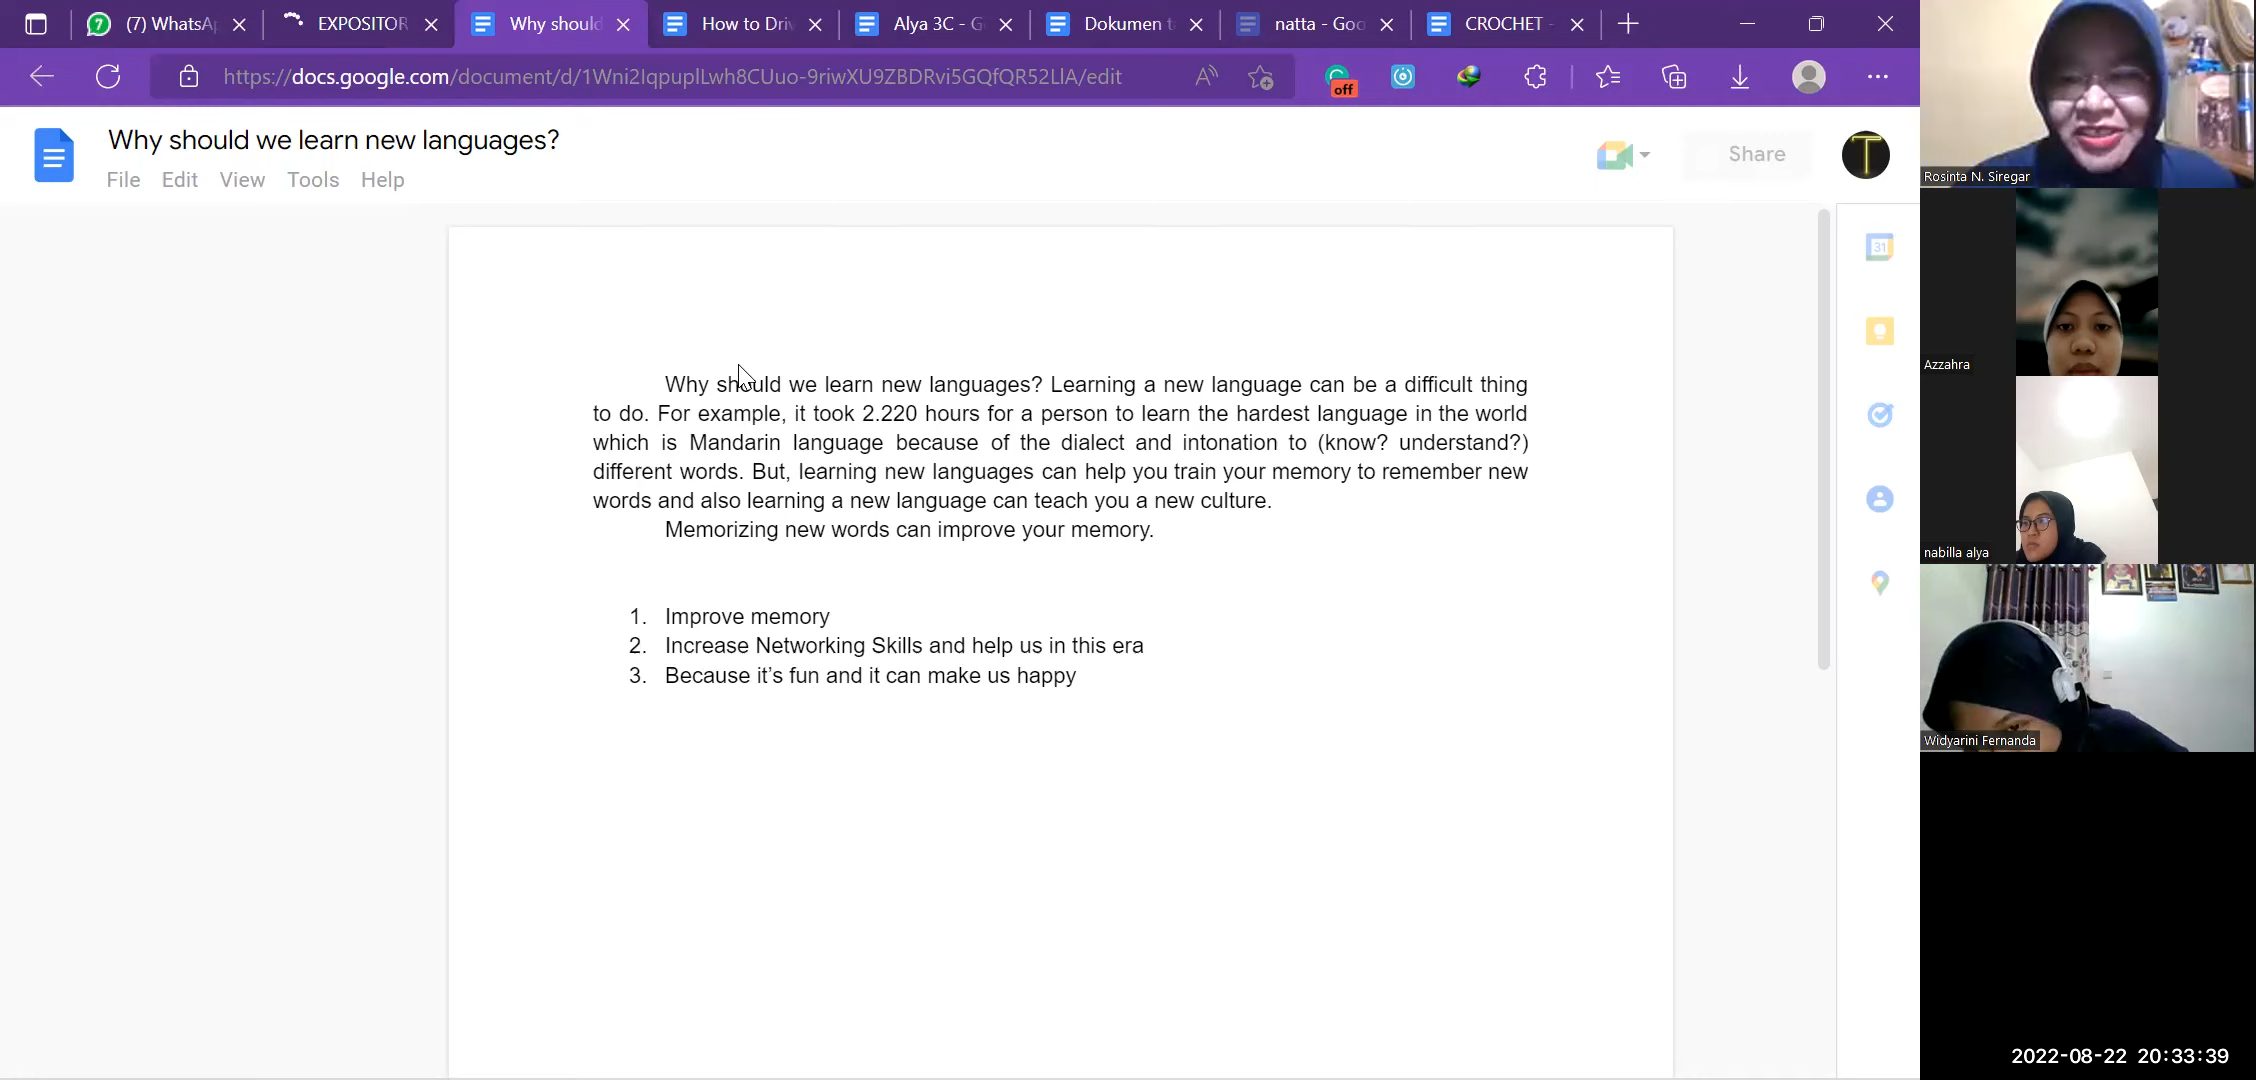 (7) WhatsA
EXPOSITOR
Why should
How to Driv
Alya 3C - G
Dokumen t
natta - Goo
CROCHET -
https://docs.google.com/document/d/1Wni2IqpuplLwh8CUuo-9riwXU9ZBDRvi5GQfQR52LlA/edit
off
Why should we learn new languages?
File Edit View Tools Help
Share
T
31
Why should we learn new languages? Learning a new language can be a difficult thing
to do. For example, it took 2.220 hours for a person to learn the hardest language in the world
which is Mandarin language because of the dialect and intonation to (know? understand?)
different words. But, learning new languages can help you train your memory to remember new
words and also learning a new language can teach you a new culture.
Memorizing new words can improve your memory.
1. Improve memory
2. Increase Networking Skills and help us in this era
3. Because it’s fun and it can make us happy
Rosinta N. Siregar
Azzahra
nabilla alya
Widyarini Fernanda
2022-08-22 20:33:39